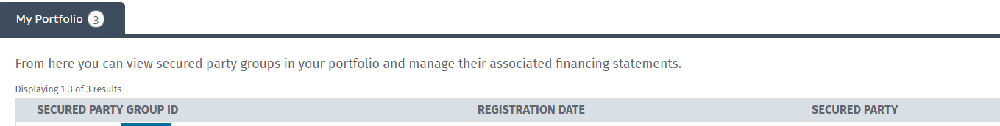 My Portfolio 3
From here you can view secured party groups in your portfolio and manage their associated financing statements.
Displaying 1-3 of 3 results
SECURED PARTY GROUP ID REGISTRATION DATE SECURED PARTY